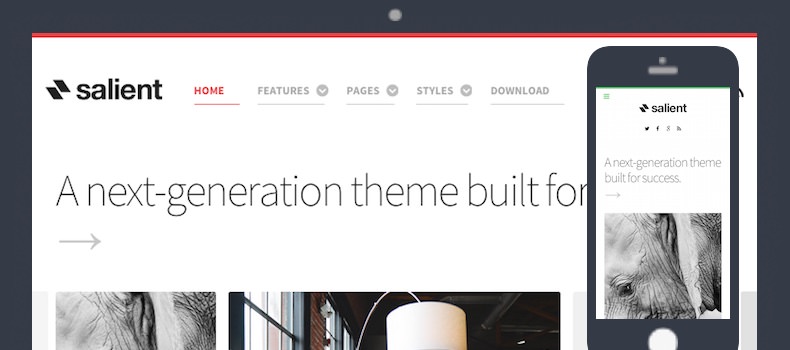 salient
HOME
FEATURES
PAGES
STYLES
DOWNLOAD
A next-generation theme built for
salient
A next-generation theme
built for success.